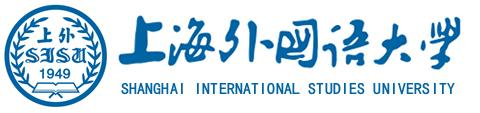 上外
SISU
1949
上海外国语大学
SHANGHAI INTERNATIONAL STUDIES UNIVERSITY